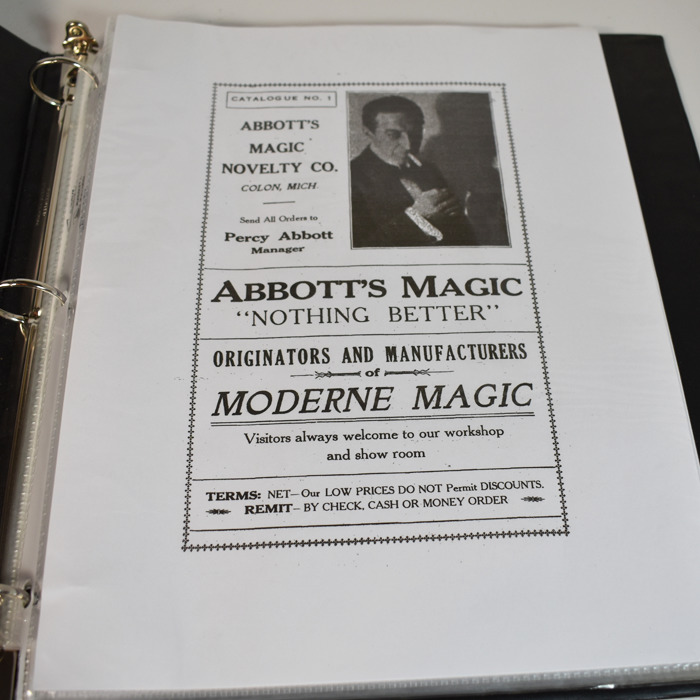 CATALOGUE NO. 1
ABBOTT'S
MAGIC
NOVELTY CO.
COLON, MICH.
Send All Orders to
Percy Abbott
Manager
ABBOTT'S MAGIC
"NOTHING BETTER"
ORIGINATORS AND MANUFACTURERS
of
MODERNE MAGIC
Visitors always welcome to our workshop
and show room
TERMS: NET—Our LOW PRICES DO NOT Permit DISCOUNTS.
REMIT—BY CHECK, CASH OR MONEY ORDER